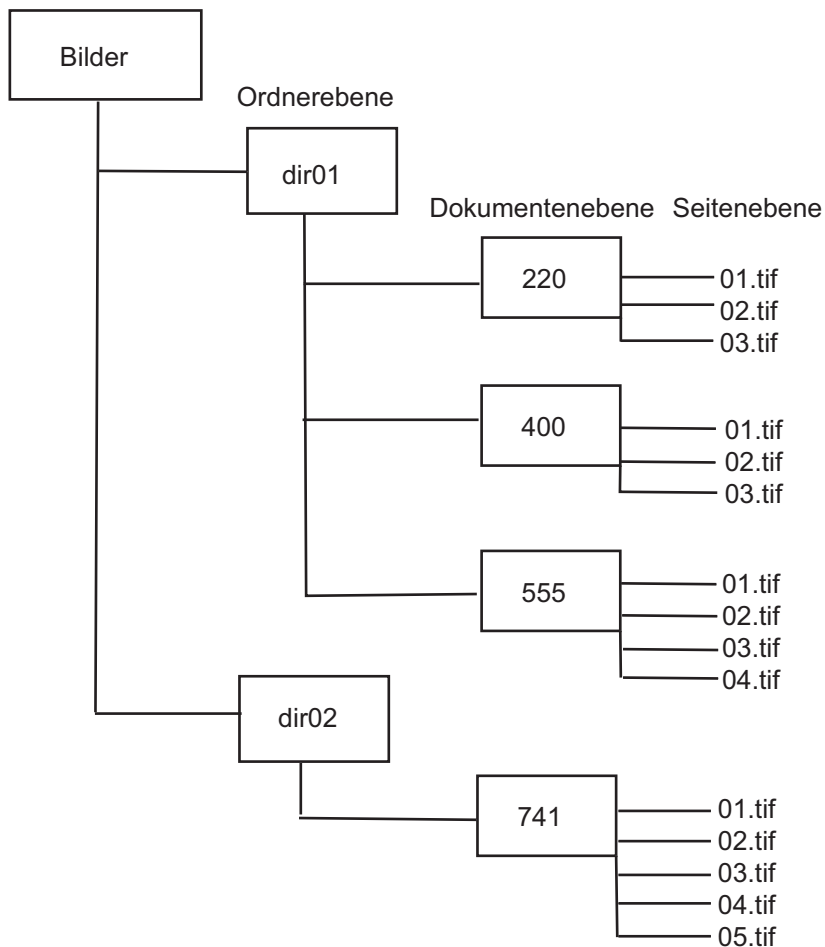 Bilder
Ordnerebene
dir01
Dokumentenebene Seitenebene
220
01.tif
02.tif
03.tif
400
01.tif
02.tif
03.tif
555
01.tif
02.tif
03.tif
04.tif
dir02
741
01.tif
02.tif
03.tif
04.tif
05.tif